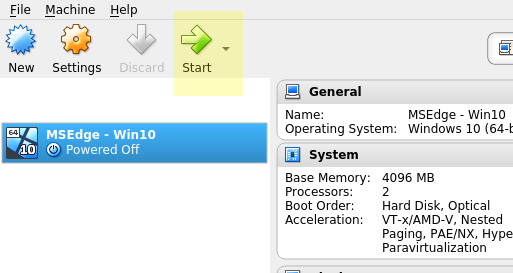 File Machine Help
New Settings Discard Start
64
10
MSEdge - Win10
Powered Off
General
Name: MSEdge - Win10
Operating System: Windows 10 (64-b
System
Base Memory: 4096 MB
Processors: 2
Boot Order: Hard Disk, Optical
Acceleration: VT-x/AMD-V, Nested
Paging, PAE/NX, Hype
Paravirtualization